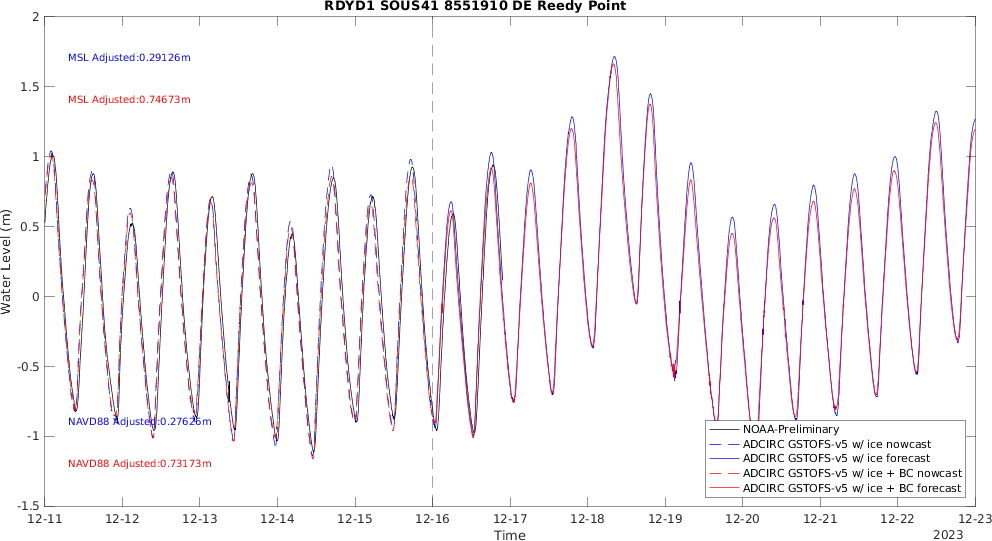 RDYD1 SOUS41 8551910 DE Reedy Point
MSL Adjusted:0.29126m
MSL Adjusted:0.74673m
NAVD88 Adjusted:0.27626m
NAVD88 Adjusted:0.73173m
Water Level (m)
2
1.5
1
0.5
0
-0.5
-1
-1.5
NOAA-Preliminary
ADCIRC GSTOFS-v5 w/ ice nowcast
ADCIRC GSTOFS-v5 w/ ice forecast
ADCIRC GSTOFS-v5 w/ ice + BC nowcast
ADCIRC GSTOFS-v5 w/ ice + BC forecast
12-11 12-12 12-13 12-14 12-15 12-16 12-17 12-18 12-19 12-20 12-21 12-22 12-23
Time
2023